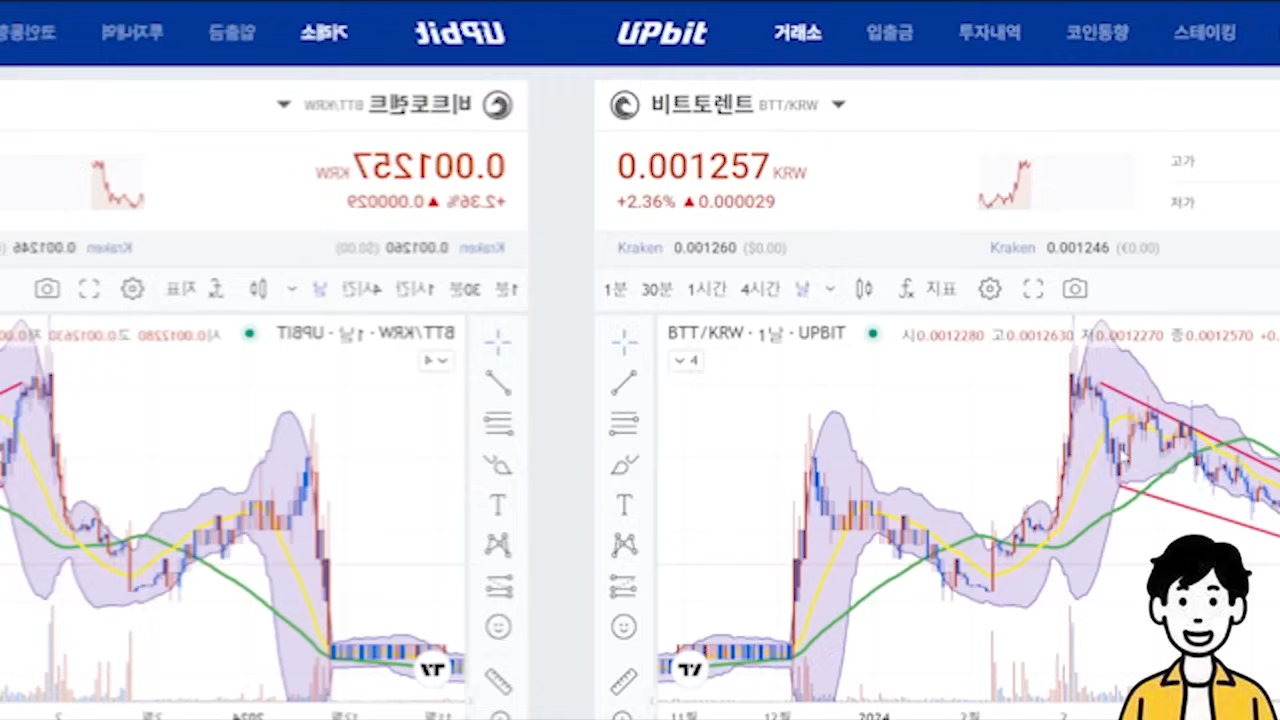 UPbit 거래소 입출금 투자내역 코인동향 스테이킹
비트토렌트 BTT/KRW
0.001257 KRW
+2.36% ▲0.000029
고가
저가
Kraken 0.001260 ($0.00) Kraken 0.001246 (€0.00)
1분 30분 1시간 4시간 날 지표
BTT/KRW · 1날 · UPBIT 시0.0012280 고0.0012630 저0.0012270 종0.0012570 +0.
4
T
11월 12월 2024 2월